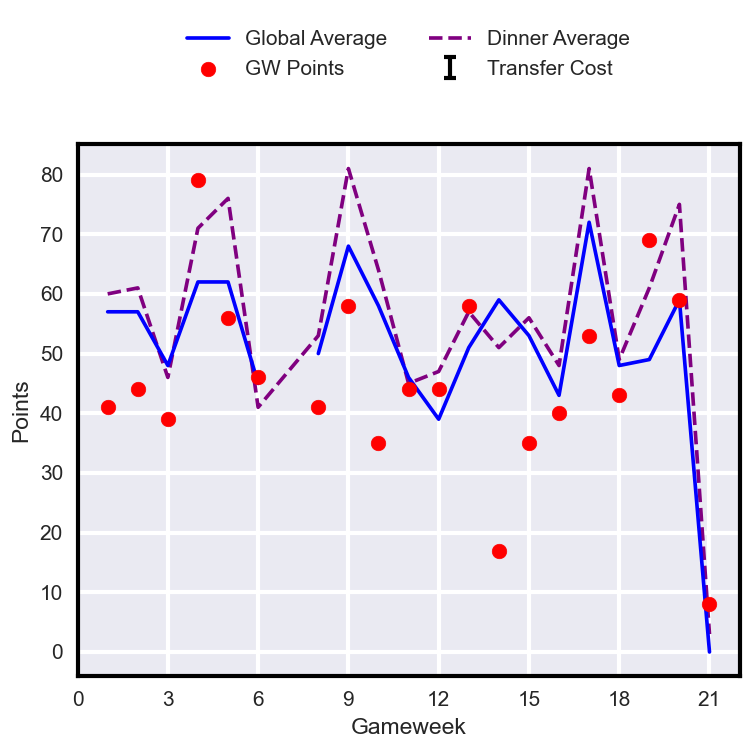 Global Average
Dinner Average
GW Points
Transfer Cost
80
70
60
50
40
30
20
10
0
Points
0 3 6 9 12 15 18 21
Gameweek